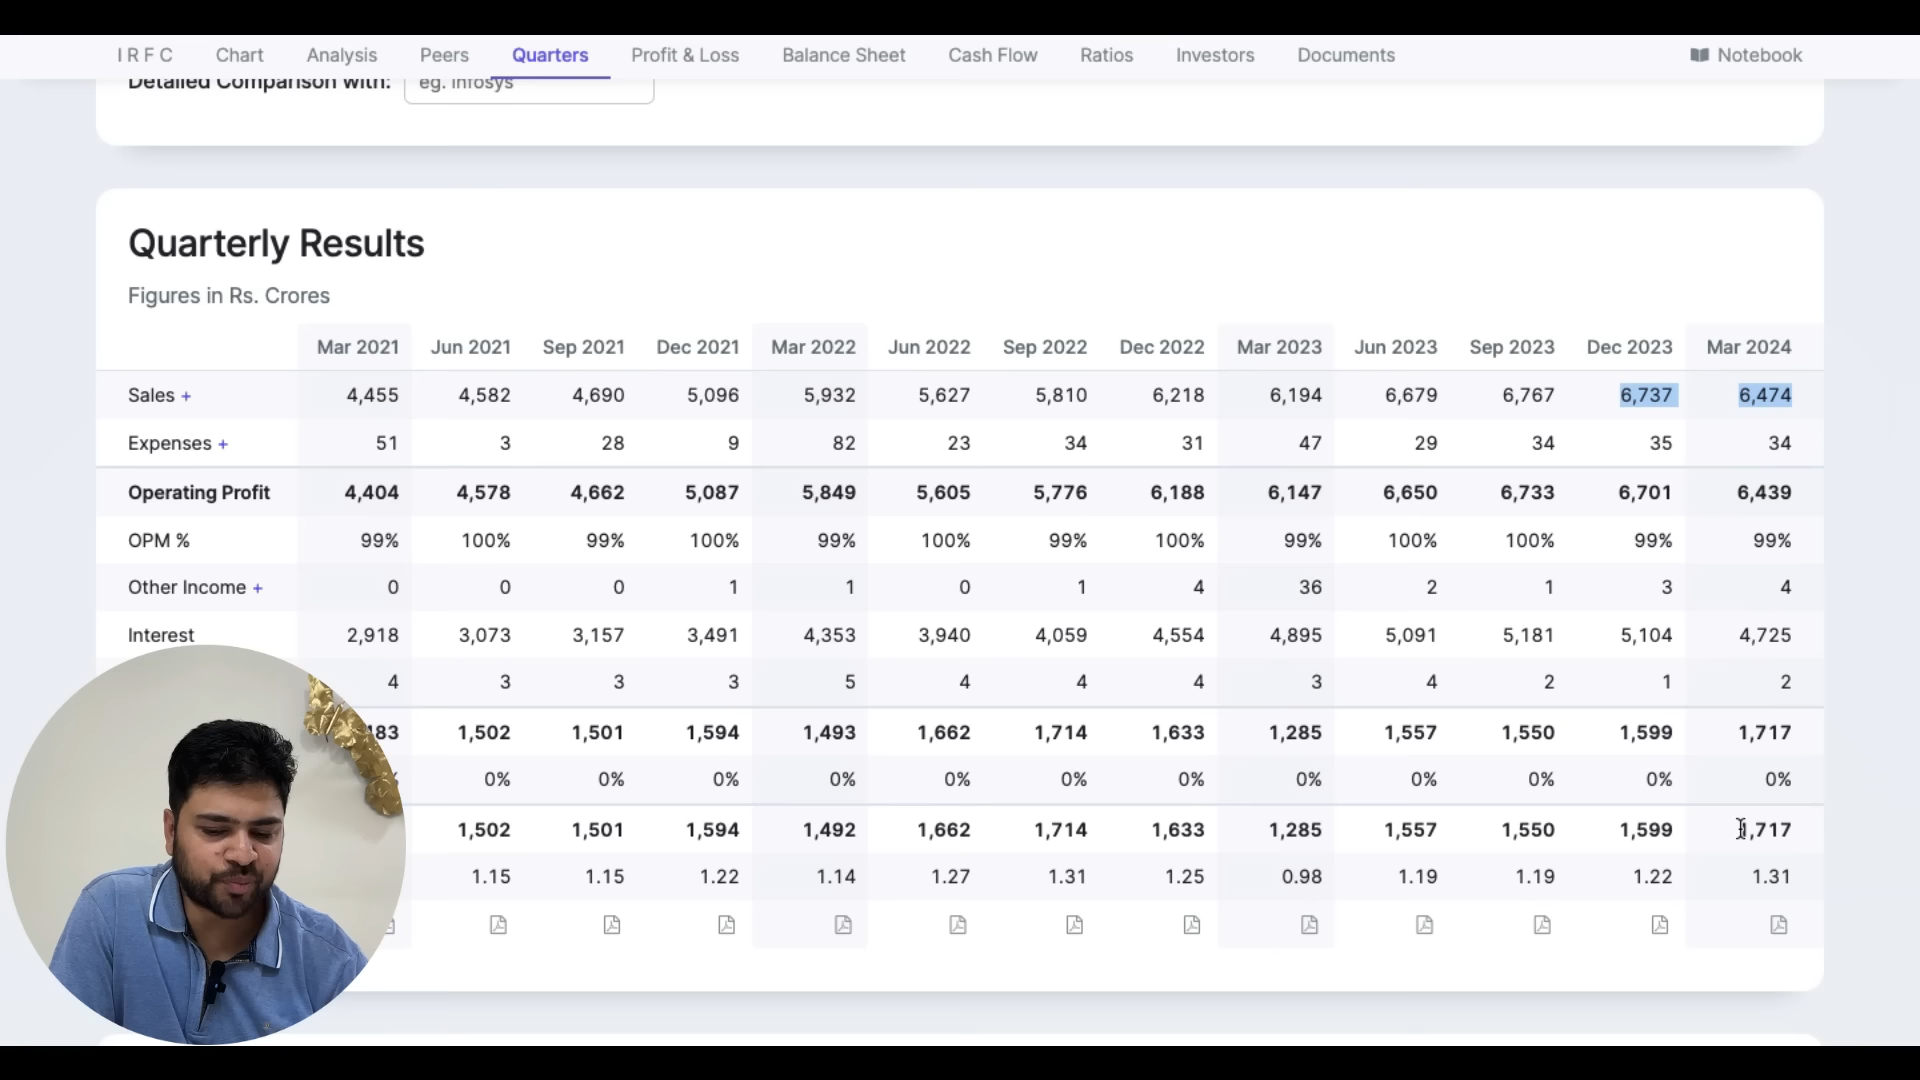 I R F C Chart Analysis Peers Quarters Profit & Loss Balance Sheet Cash Flow Ratios Investors Documents Notebook
Detailed Comparison with: eg. Infosys
Quarterly Results
Figures in Rs. Crores
Mar 2021 Jun 2021 Sep 2021 Dec 2021 Mar 2022 Jun 2022 Sep 2022 Dec 2022 Mar 2023 Jun 2023 Sep 2023 Dec 2023 Mar 2024
Sales + 4,455 4,582 4,690 5,096 5,932 5,627 5,810 6,218 6,194 6,679 6,767 6,737 6,474
Expenses + 51 3 28 9 82 23 34 31 47 29 34 35 34
Operating Profit 4,404 4,578 4,662 5,087 5,849 5,605 5,776 6,188 6,147 6,650 6,733 6,701 6,439
OPM % 99% 100% 99% 100% 99% 100% 99% 100% 99% 100% 100% 99% 99%
Other Income + 0 0 0 1 1 0 1 4 36 2 1 3 4
Interest 2,918 3,073 3,157 3,491 4,353 3,940 4,059 4,554 4,895 5,091 5,181 5,104 4,725
4 3 3 3 5 4 4 4 3 4 2 1 2
83 1,502 1,501 1,594 1,493 1,662 1,714 1,633 1,285 1,557 1,550 1,599 1,717
0% 0% 0% 0% 0% 0% 0% 0% 0% 0% 0% 0%
1,502 1,501 1,594 1,492 1,662 1,714 1,633 1,285 1,557 1,550 1,599 1,717
1.15 1.15 1.22 1.14 1.27 1.31 1.25 0.98 1.19 1.19 1.22 1.31